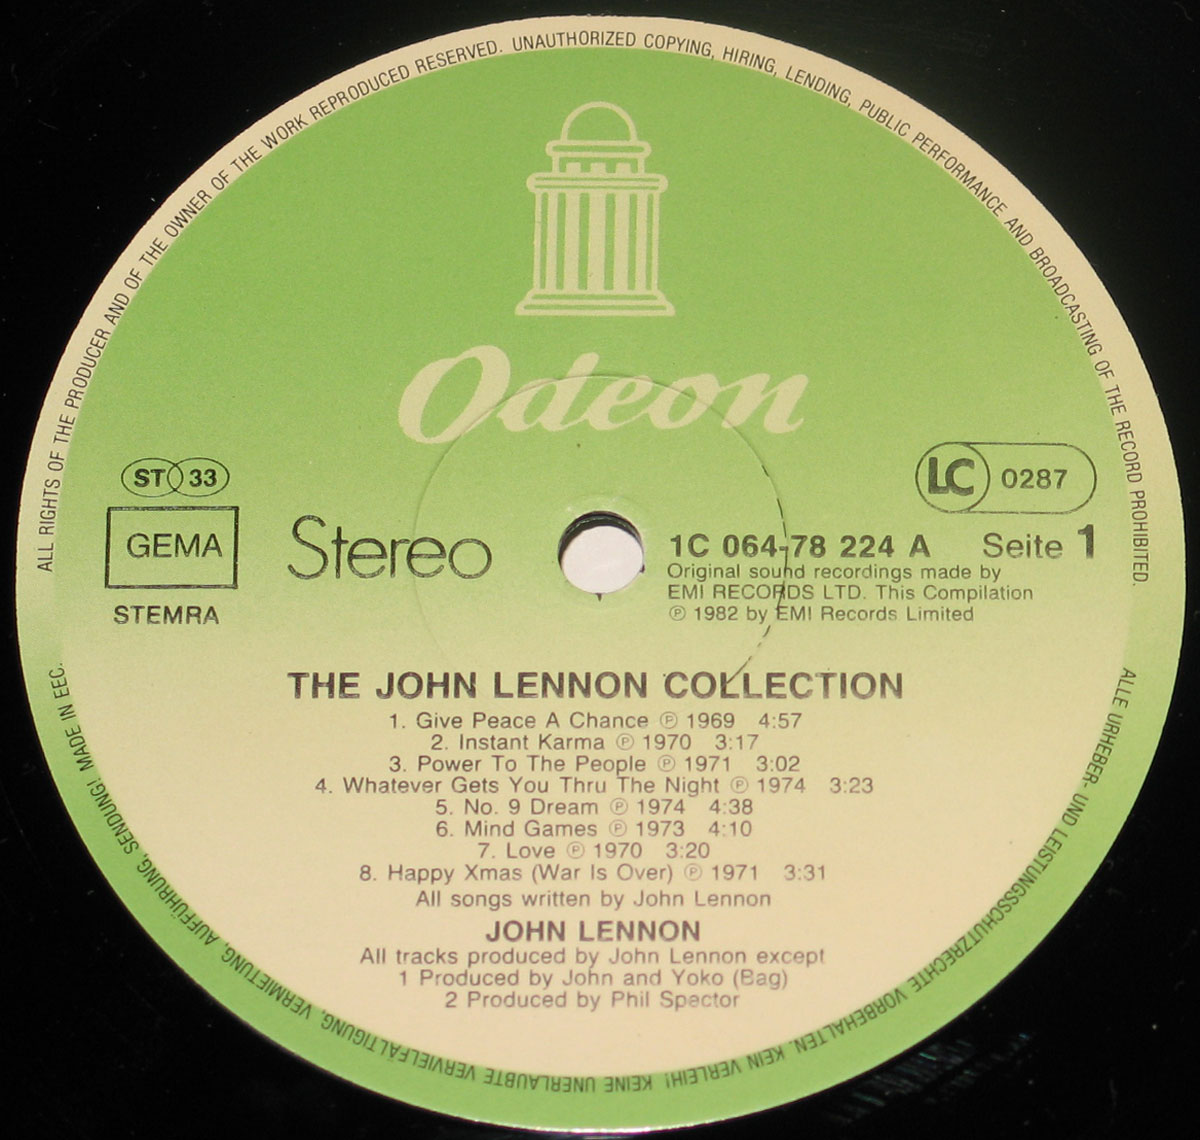 ALL RIGHTS OF THE PRODUCER AND OF THE OWNER OF THE WORK REPRODUCED RESERVED. UNAUTHORIZED COPYING, HIRING, LENDING, PUBLIC PERFORMANCE AND BROADCASTING OF THE RECORD PROHIBITED.
Odeon
ST 33
LC 0287
GEMA
STEMRA
Stereo
1C 064-78 224 A Seite 1
Original sound recordings made by
EMI RECORDS LTD. This Compilation
℗ 1982 by EMI Records Limited
THE JOHN LENNON COLLECTION
1. Give Peace A Chance ℗ 1969 4:57
2. Instant Karma ℗ 1970 3:17
3. Power To The People ℗ 1971 3:02
4. Whatever Gets You Thru The Night ℗ 1974 3:23
5. No. 9 Dream ℗ 1974 4:38
6. Mind Games ℗ 1973 4:10
7. Love ℗ 1970 3:20
8. Happy Xmas (War Is Over) ℗ 1971 3:31
All songs written by John Lennon
JOHN LENNON
All tracks produced by John Lennon except
1 Produced by John and Yoko (Bag)
2 Produced by Phil Spector
ALLE URHEBER- UND LEISTUNGSSCHUTZRECHTE VORBEHALTEN. KEIN VERLEIH! KEINE UNERLAUBTE VERVIELFÄLTIGUNG, VERMIETUNG, AUFFÜHRUNG, SENDUNG! MADE IN EEC.